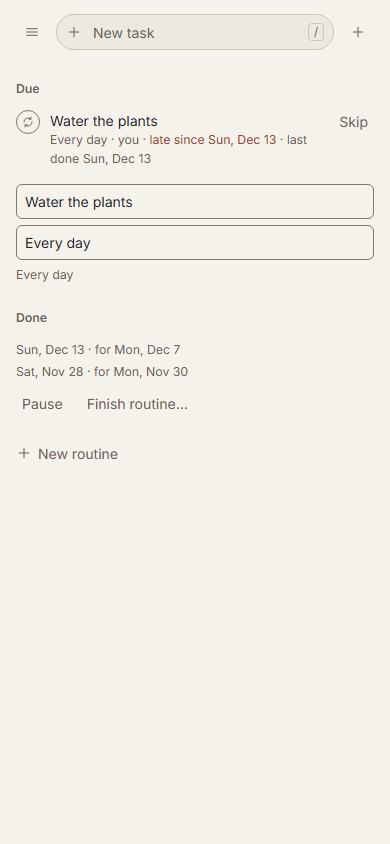 New task /
Due
Water the plants Skip
Every day · you · late since Sun, Dec 13 · last
done Sun, Dec 13
Water the plants
Every day
Every day
Done
Sun, Dec 13 · for Mon, Dec 7
Sat, Nov 28 · for Mon, Nov 30
Pause Finish routine...
+ New routine